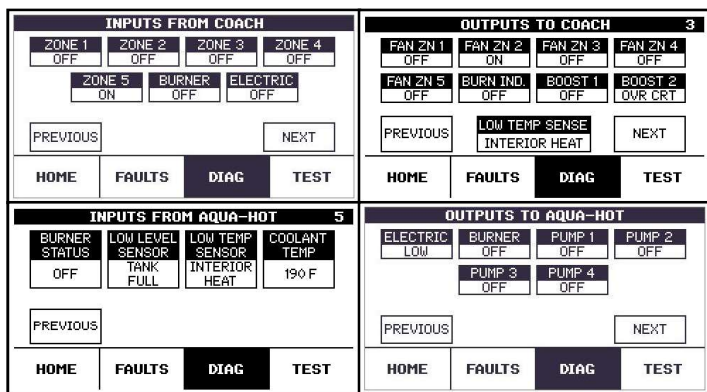 INPUTS FROM COACH
ZONE 1 ZONE 2 ZONE 3 ZONE 4
OFF OFF OFF OFF
ZONE 5 BURNER ELECTRIC
ON OFF OFF
PREVIOUS NEXT
HOME FAULTS DIAG TEST
OUTPUTS TO COACH 3
FAN ZN 1 FAN ZN 2 FAN ZN 3 FAN ZN 4
OFF ON OFF OFF
FAN ZN 5 BURN IND. BOOST 1 BOOST 2
OFF OFF OFF OVR CRT
LOW TEMP SENSE
PREVIOUS INTERIOR HEAT NEXT
HOME FAULTS DIAG TEST
INPUTS FROM AQUA-HOT 5
BURNER LOW LEVEL LOW TEMP COOLANT
STATUS SENSOR SENSOR TEMP
OFF TANK FULL INTERIOR HEAT 190 F
PREVIOUS
HOME FAULTS DIAG TEST
OUTPUTS TO AQUA-HOT
ELECTRIC BURNER PUMP 1 PUMP 2
LOW OFF OFF OFF
PUMP 3 PUMP 4
OFF OFF
PREVIOUS NEXT
HOME FAULTS DIAG TEST